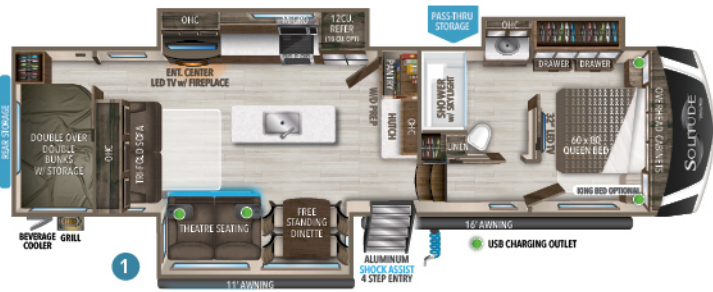 OHC
MICRO
12CU.
REFER
(16 CU. OPT)
PASS-THRU
STORAGE
OHC
ENT. CENTER
LED TV w/ FIREPLACE
PANTRY
W/D PREP
HUTCH
OHC
SHOWER
w/ SKYLIGHT
DRAWER
DRAWER
OVERHEAD CABINETS
SOLITUDE
REAR STORAGE
DOUBLE OVER
DOUBLE
BUNKS
W/ STORAGE
OHC
TRI-FOLD SOFA
LINEN
32" LED TV
60 x 80
QUEEN BED
KING BED OPTIONAL
THEATRE SEATING
FREE
STANDING
DINETTE
BEVERAGE
COOLER
GRILL
1
11' AWNING
ALUMINUM
SHOCK ASSIST
4 STEP ENTRY
16' AWNING
USB CHARGING OUTLET